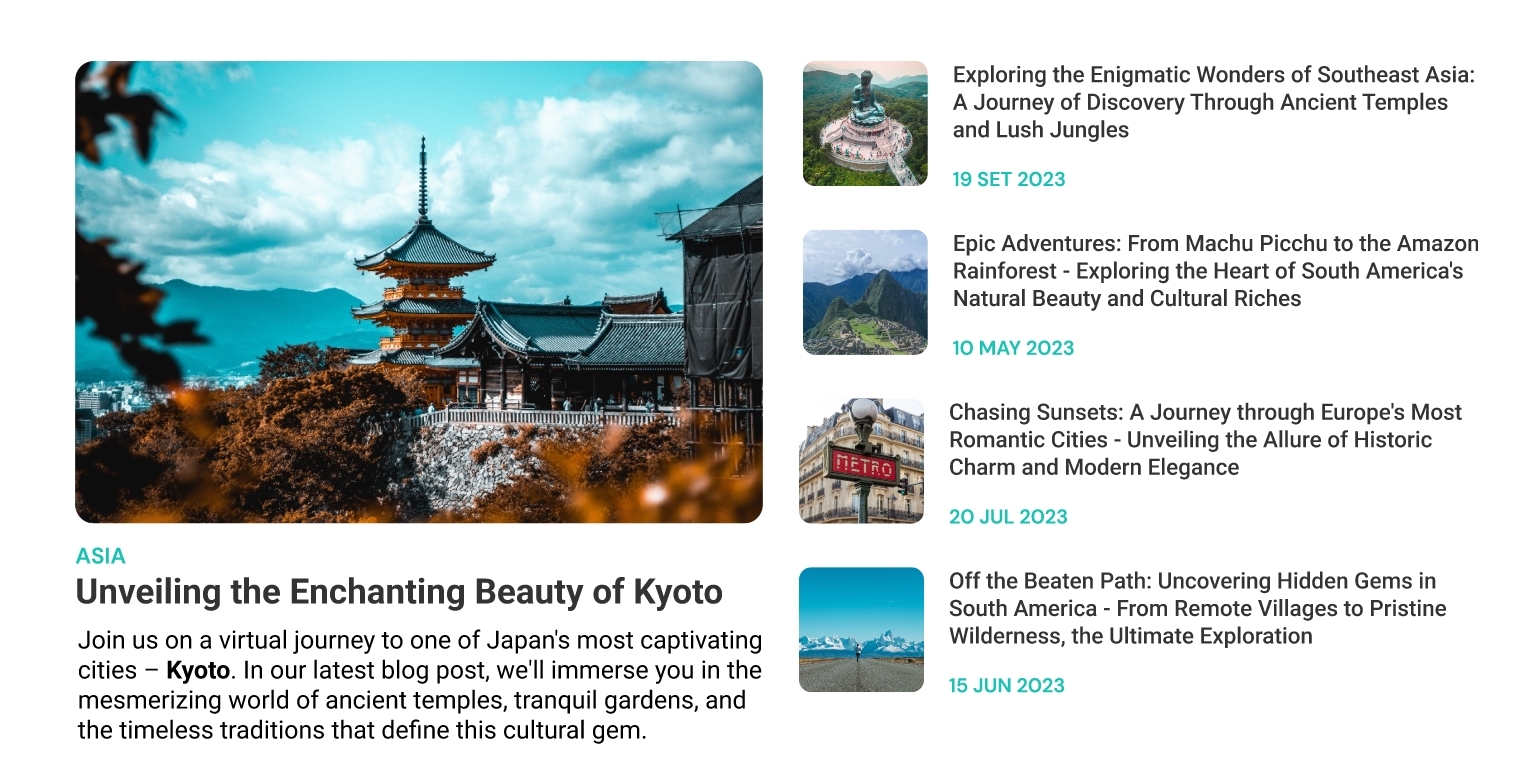 ASIA
Unveiling the Enchanting Beauty of Kyoto
Join us on a virtual journey to one of Japan's most captivating
cities – Kyoto. In our latest blog post, we'll immerse you in the
mesmerizing world of ancient temples, tranquil gardens, and
the timeless traditions that define this cultural gem.
Exploring the Enigmatic Wonders of Southeast Asia:
A Journey of Discovery Through Ancient Temples
and Lush Jungles
19 SET 2023
Epic Adventures: From Machu Picchu to the Amazon
Rainforest - Exploring the Heart of South America's
Natural Beauty and Cultural Riches
10 MAY 2023
METRO
Chasing Sunsets: A Journey through Europe's Most
Romantic Cities - Unveiling the Allure of Historic
Charm and Modern Elegance
20 JUL 2023
Off the Beaten Path: Uncovering Hidden Gems in
South America - From Remote Villages to Pristine
Wilderness, the Ultimate Exploration
15 JUN 2023